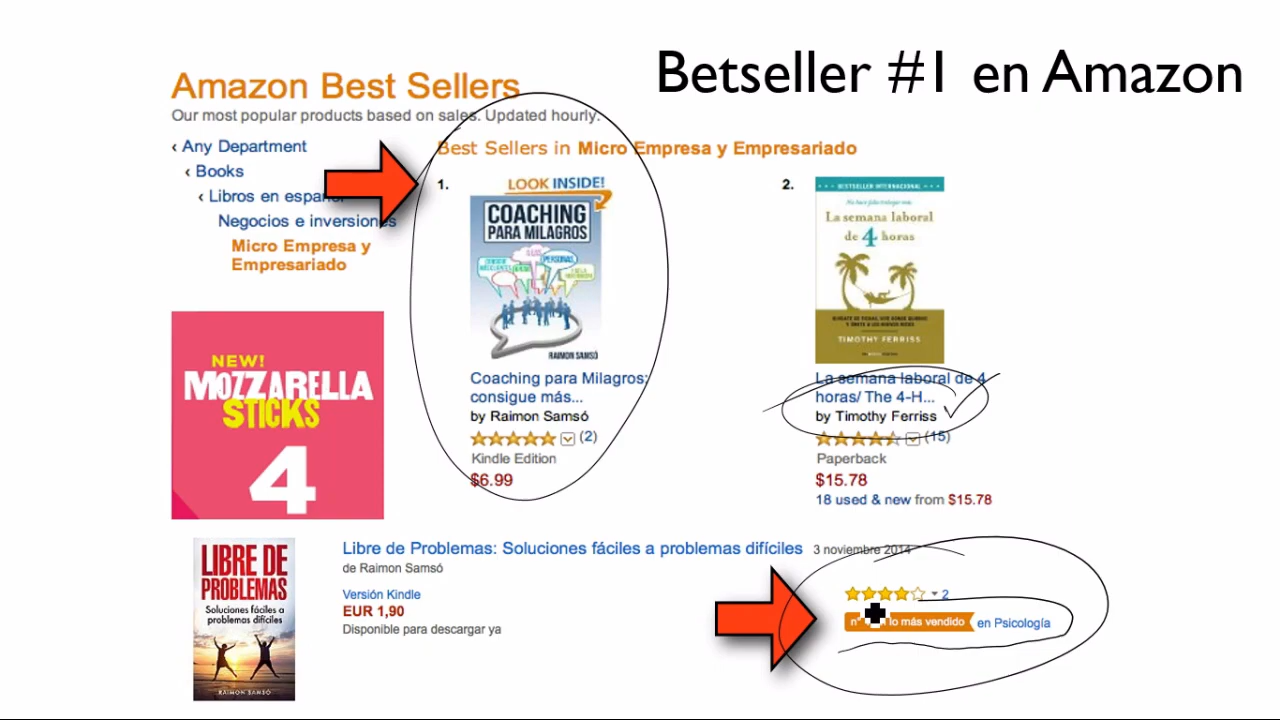 Betseller #1 en Amazon
Amazon Best Sellers
Our most popular products based on sales. Updated hourly.
‹ Any Department
‹ Books
‹ Libros en español
Negocios e inversiones
Micro Empresa y
Empresariado
Best Sellers in Micro Empresa y Empresariado
1.
LOOK INSIDE!
COACHING
PARA MILAGROS
PERSONAS
RAIMON SAMSÓ
Coaching para Milagros:
consigue más...
by Raimon Samsó
(2)
Kindle Edition
$6.99
2.
BESTSELLER INTERNACIONAL
No hace falta trabajar más
La semana laboral
de 4 horas
TIMOTHY FERRISS
La semana laboral de 4
horas/ The 4-H...
by Timothy Ferriss
(15)
Paperback
$15.78
18 used & new from $15.78
NEW!
MOZZARELLA
STICKS
4
LIBRE DE
PROBLEMAS
Soluciones fáciles a
problemas difíciles
RAIMON SAMSÓ
Libre de Problemas: Soluciones fáciles a problemas difíciles 3 noviembre 2014
de Raimon Samsó
Versión Kindle
EUR 1,90
Disponible para descargar ya
2
lo más vendido en Psicología